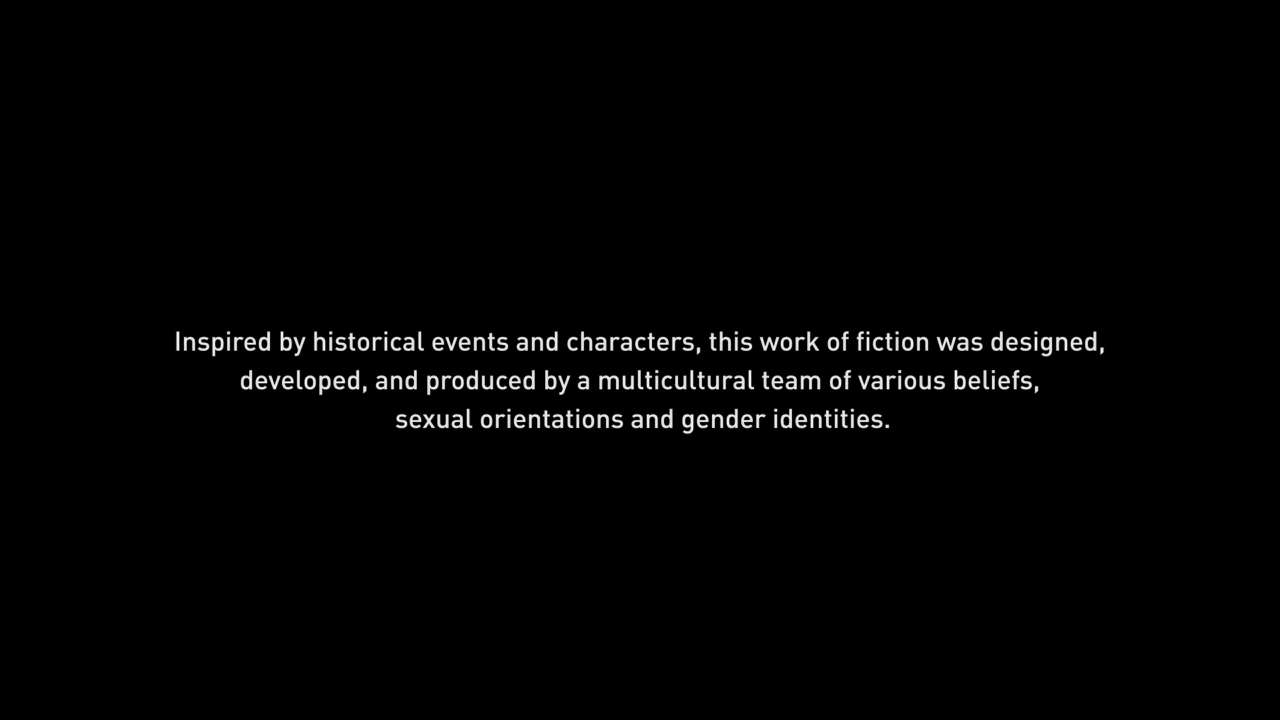 Inspired by historical events and characters, this work of fiction was designed,
developed, and produced by a multicultural team of various beliefs,
sexual orientations and gender identities.